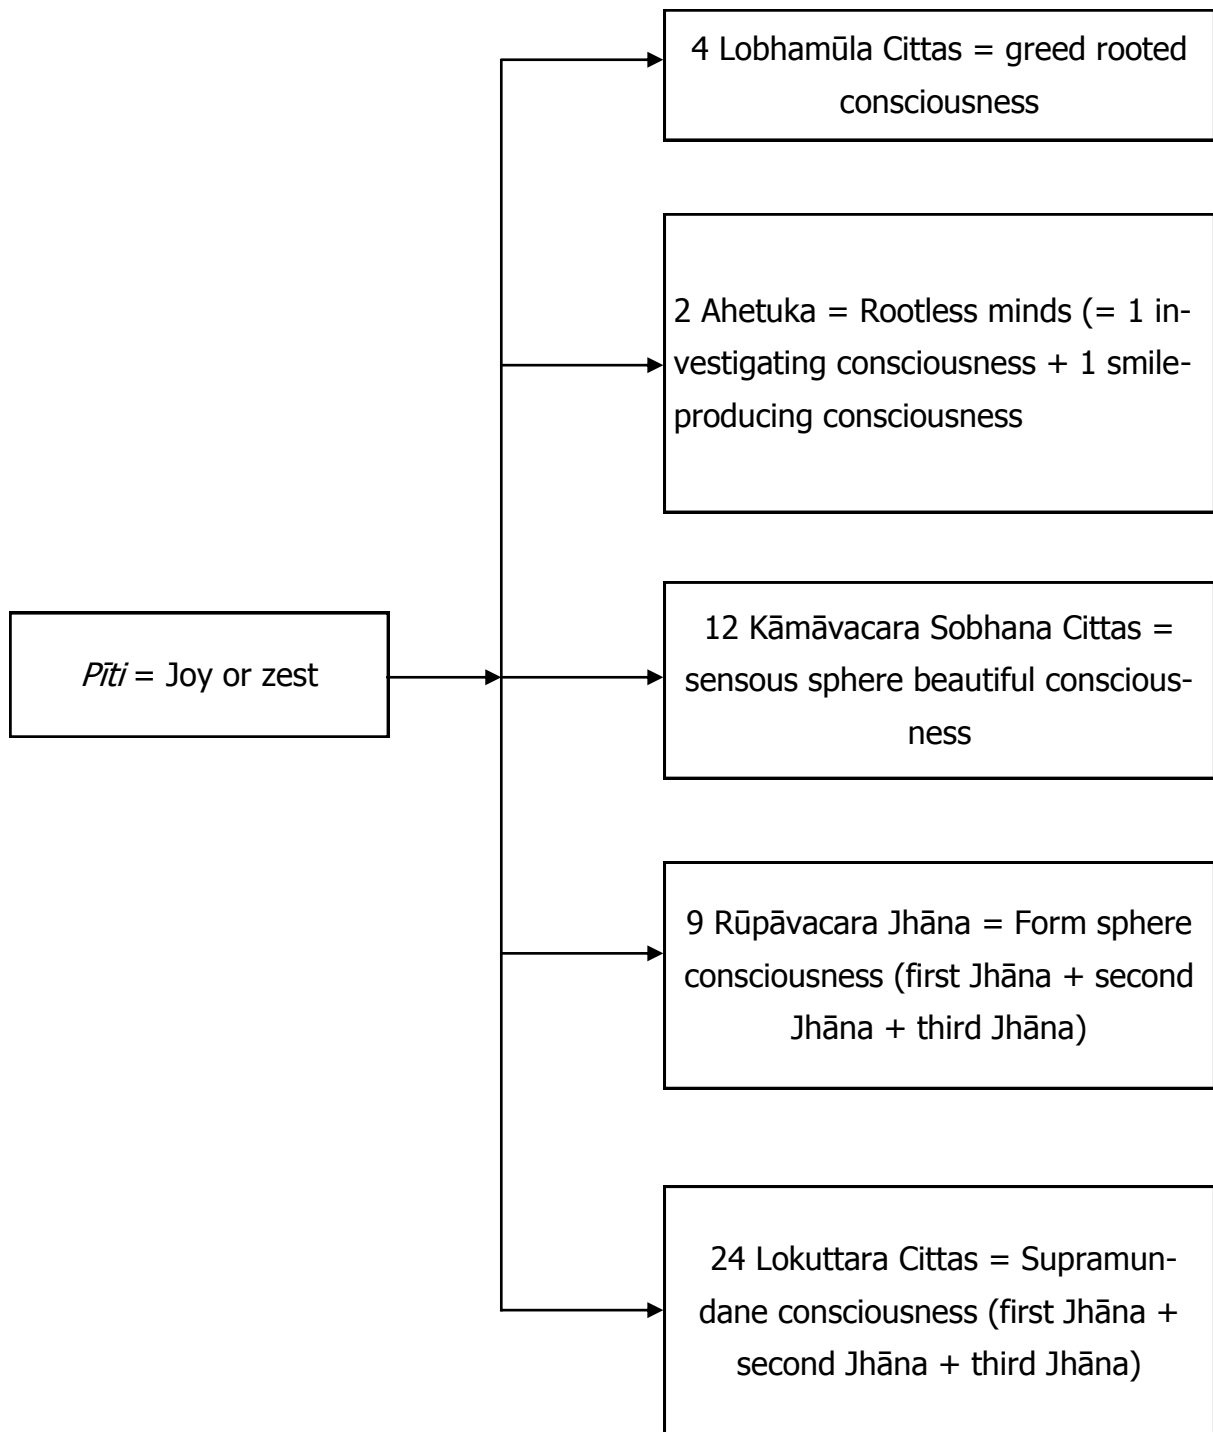 4 Lobhamūla Cittas = greed rooted
consciousness
2 Ahetuka = Rootless minds (= 1 in-
vestigating consciousness + 1 smile-
producing consciousness
Pīti = Joy or zest
12 Kāmāvacara Sobhana Cittas =
sensous sphere beautiful conscious-
ness
9 Rūpāvacara Jhāna = Form sphere
consciousness (first Jhāna + second
Jhāna + third Jhāna)
24 Lokuttara Cittas = Supramun-
dane consciousness (first Jhāna +
second Jhāna + third Jhāna)